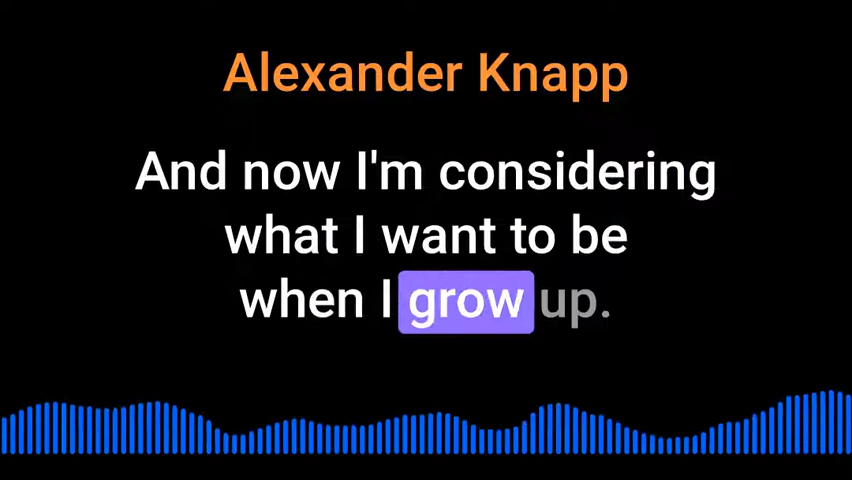 Alexander Knapp
And now I'm considering
what I want to be
when I grow up.